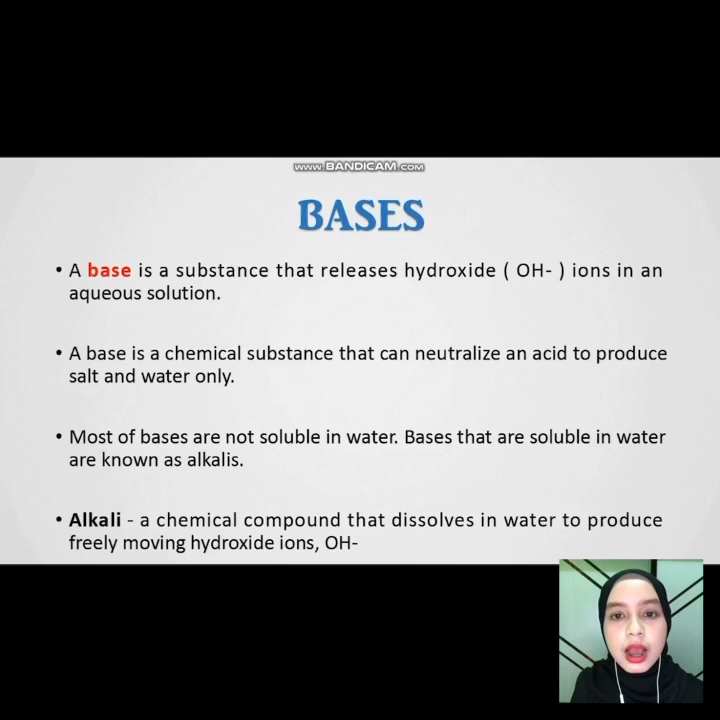 www.BANDICAM.com
BASES
• A base is a substance that releases hydroxide ( OH- ) ions in an
aqueous solution.
• A base is a chemical substance that can neutralize an acid to produce
salt and water only.
• Most of bases are not soluble in water. Bases that are soluble in water
are known as alkalis.
• Alkali - a chemical compound that dissolves in water to produce
freely moving hydroxide ions, OH-